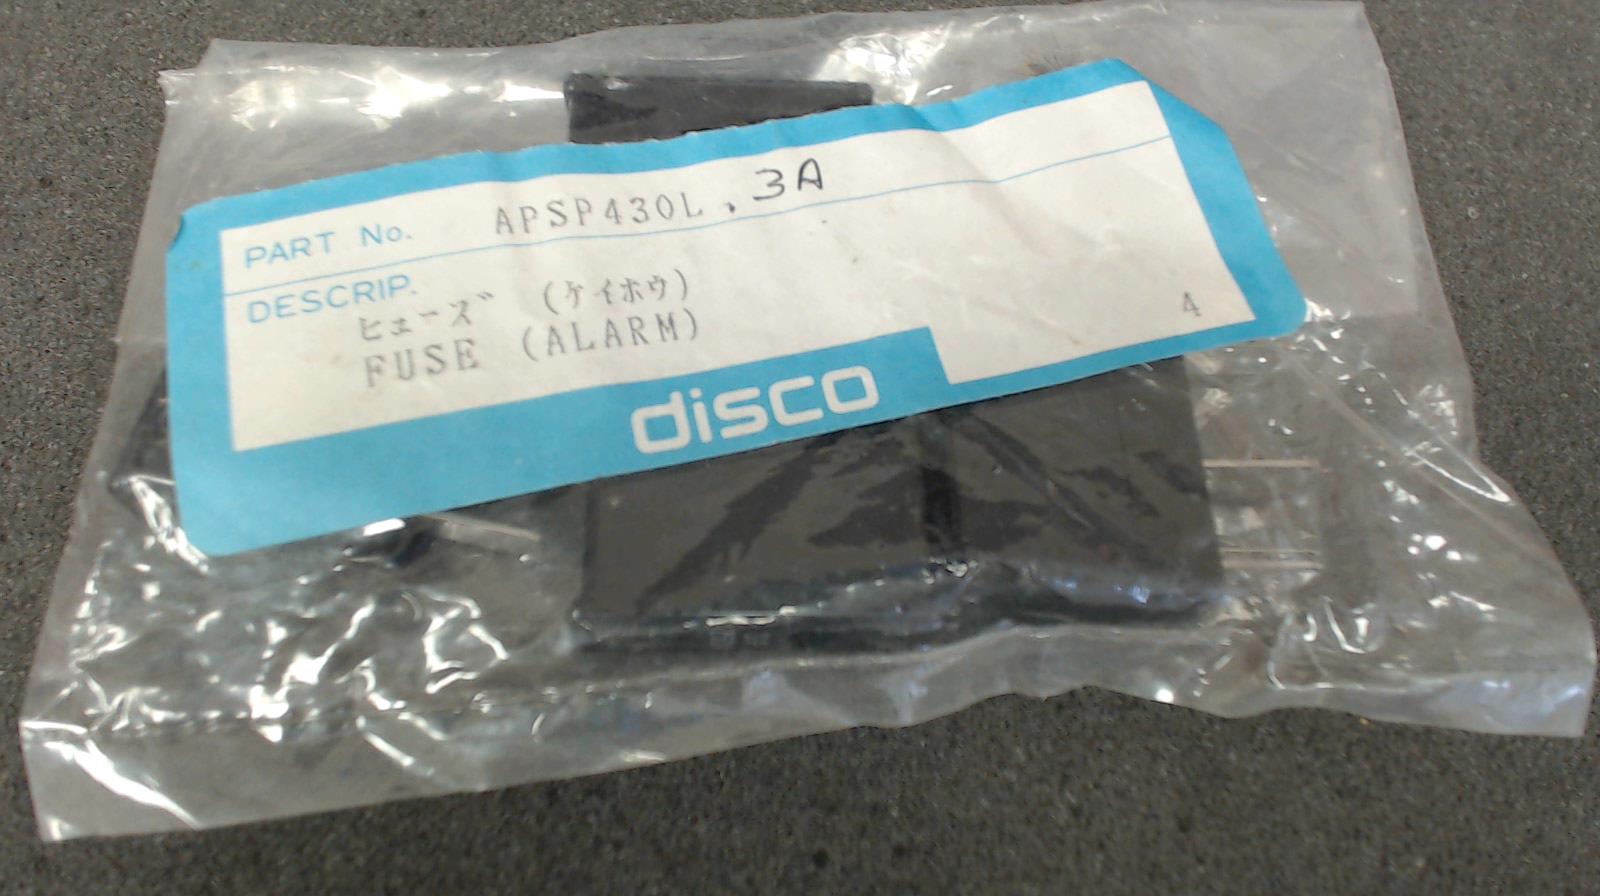 PART No. APSP430L . 3A
DESCRIP.
ヒューズ (ケイホウ)
FUSE (ALARM)
4
disco